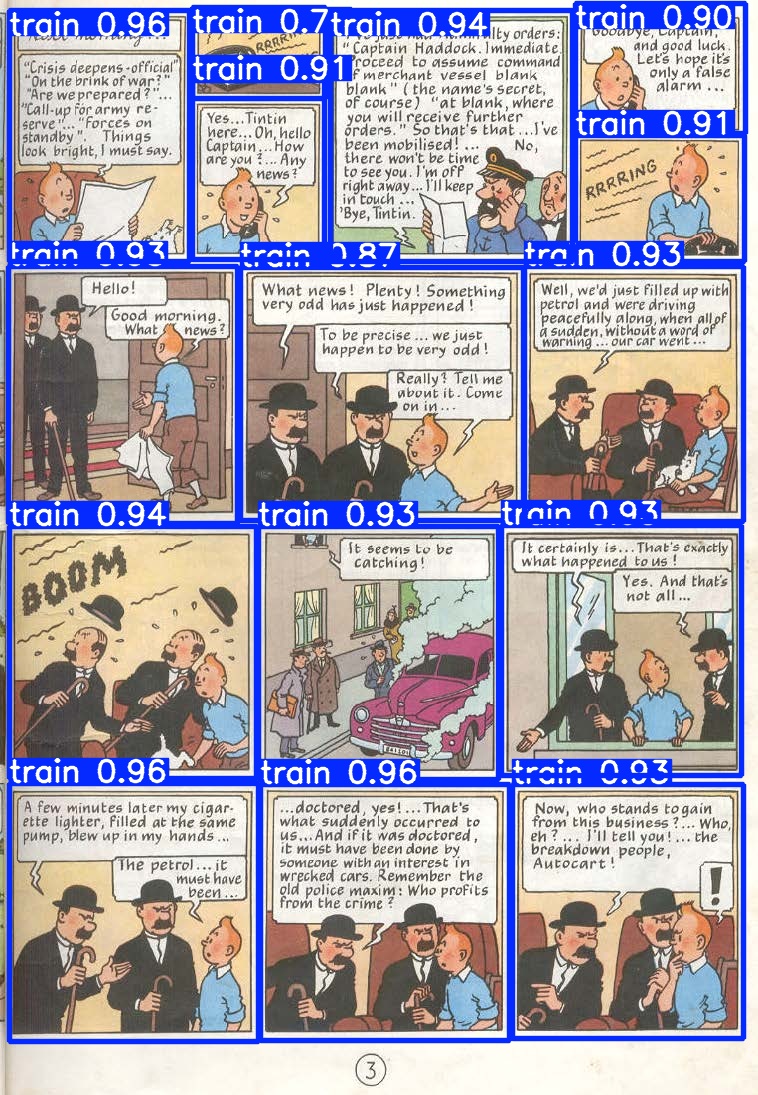 train 0.96
"Crisis deepens-official"
"On the brink of war?"
"Are we prepared?"...
"Call-up for army re-
serve"... "Forces on
standby". Things
look bright, I must say.
train 0.7
RRRRIN
train 0.91
Yes...Tintin
here... Oh, hello
Captain... How
are you?... Any
news?
train 0.94
orders:
"Captain Haddock. Immediate.
Proceed to assume command
of merchant vessel blank
blank" (the name's secret,
of course) "at blank, where
you will receive further
orders." So that's that... I've
been mobilised!... No,
there won't be time
to see you. I'm off
right away... I'll keep
in touch...
'Bye, Tintin.
train 0.90
Goodbye, Captain,
and good luck.
Let's hope it's
only a false
alarm...
train 0.91
RRRRING
train 0.93
Hello!
Good morning.
What news?
train 0.87
What news! Plenty! Something
very odd has just happened!
To be precise... we just
happen to be very odd!
Really? Tell me
about it. Come
on in...
train 0.93
Well, we'd just filled up with
petrol and were driving
peacefully along, when all of
a sudden, without a word of
warning... our car went...
train 0.94
BOOM
train 0.93
It seems to be
catching!
train 0.93
It certainly is... That's exactly
what happened to us!
Yes. And that's
not all...
train 0.96
A few minutes later my cigar-
ette lighter, filled at the same
pump, blew up in my hands...
The petrol... it
must have
been...
train 0.96
...doctored, yes!... That's
what suddenly occurred to
us... And if it was doctored,
it must have been done by
someone with an interest in
wrecked cars. Remember the
old police maxim: Who profits
from the crime?
train 0.93
Now, who stands to gain
from this business?... Who,
eh?... I'll tell you!... the
breakdown people,
Autocart!
!
3